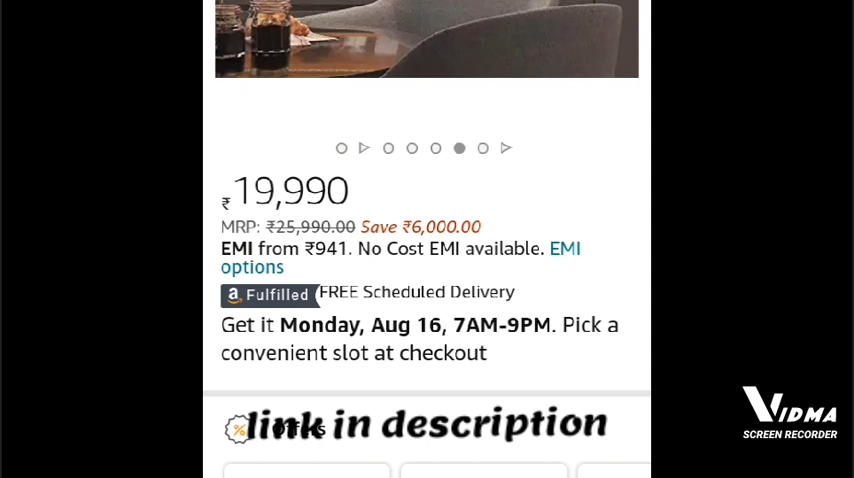 ₹19,990
MRP: ₹25,990.00 Save ₹6,000.00
EMI from ₹941. No Cost EMI available. EMI
options
a Fulfilled FREE Scheduled Delivery
Get it Monday, Aug 16, 7AM-9PM. Pick a
convenient slot at checkout
% Offers
link in description
VIDMA
SCREEN RECORDER